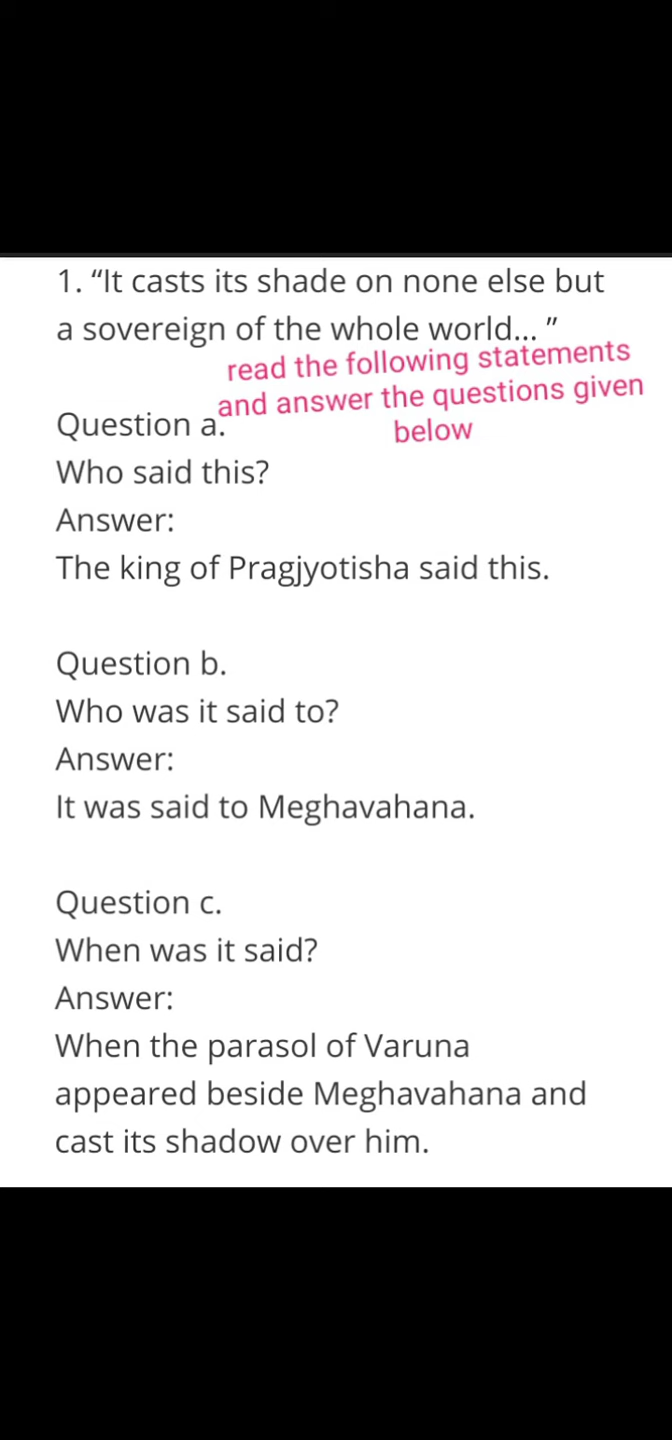 1. “It casts its shade on none else but
a sovereign of the whole world... ”
read the following statements
and answer the questions given
below
Question a.
Who said this?
Answer:
The king of Pragjyotisha said this.
Question b.
Who was it said to?
Answer:
It was said to Meghavahana.
Question c.
When was it said?
Answer:
When the parasol of Varuna
appeared beside Meghavahana and
cast its shadow over him.